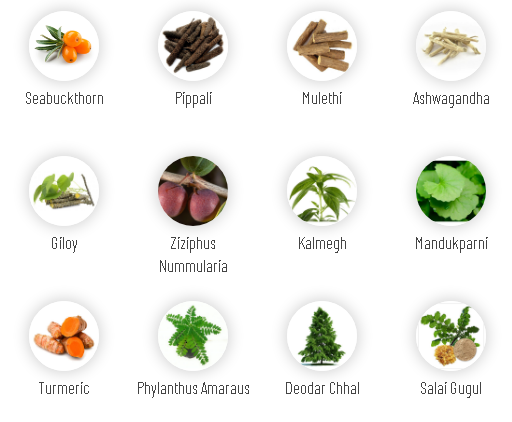 Seabuckthorn
Pippali
Mulethi
Ashwagandha
Giloy
Ziziphus
Nummularia
Kalmegh
Mandukparni
Turmeric
Phylanthus Amaraus
Deodar Chhal
Salai Gugul